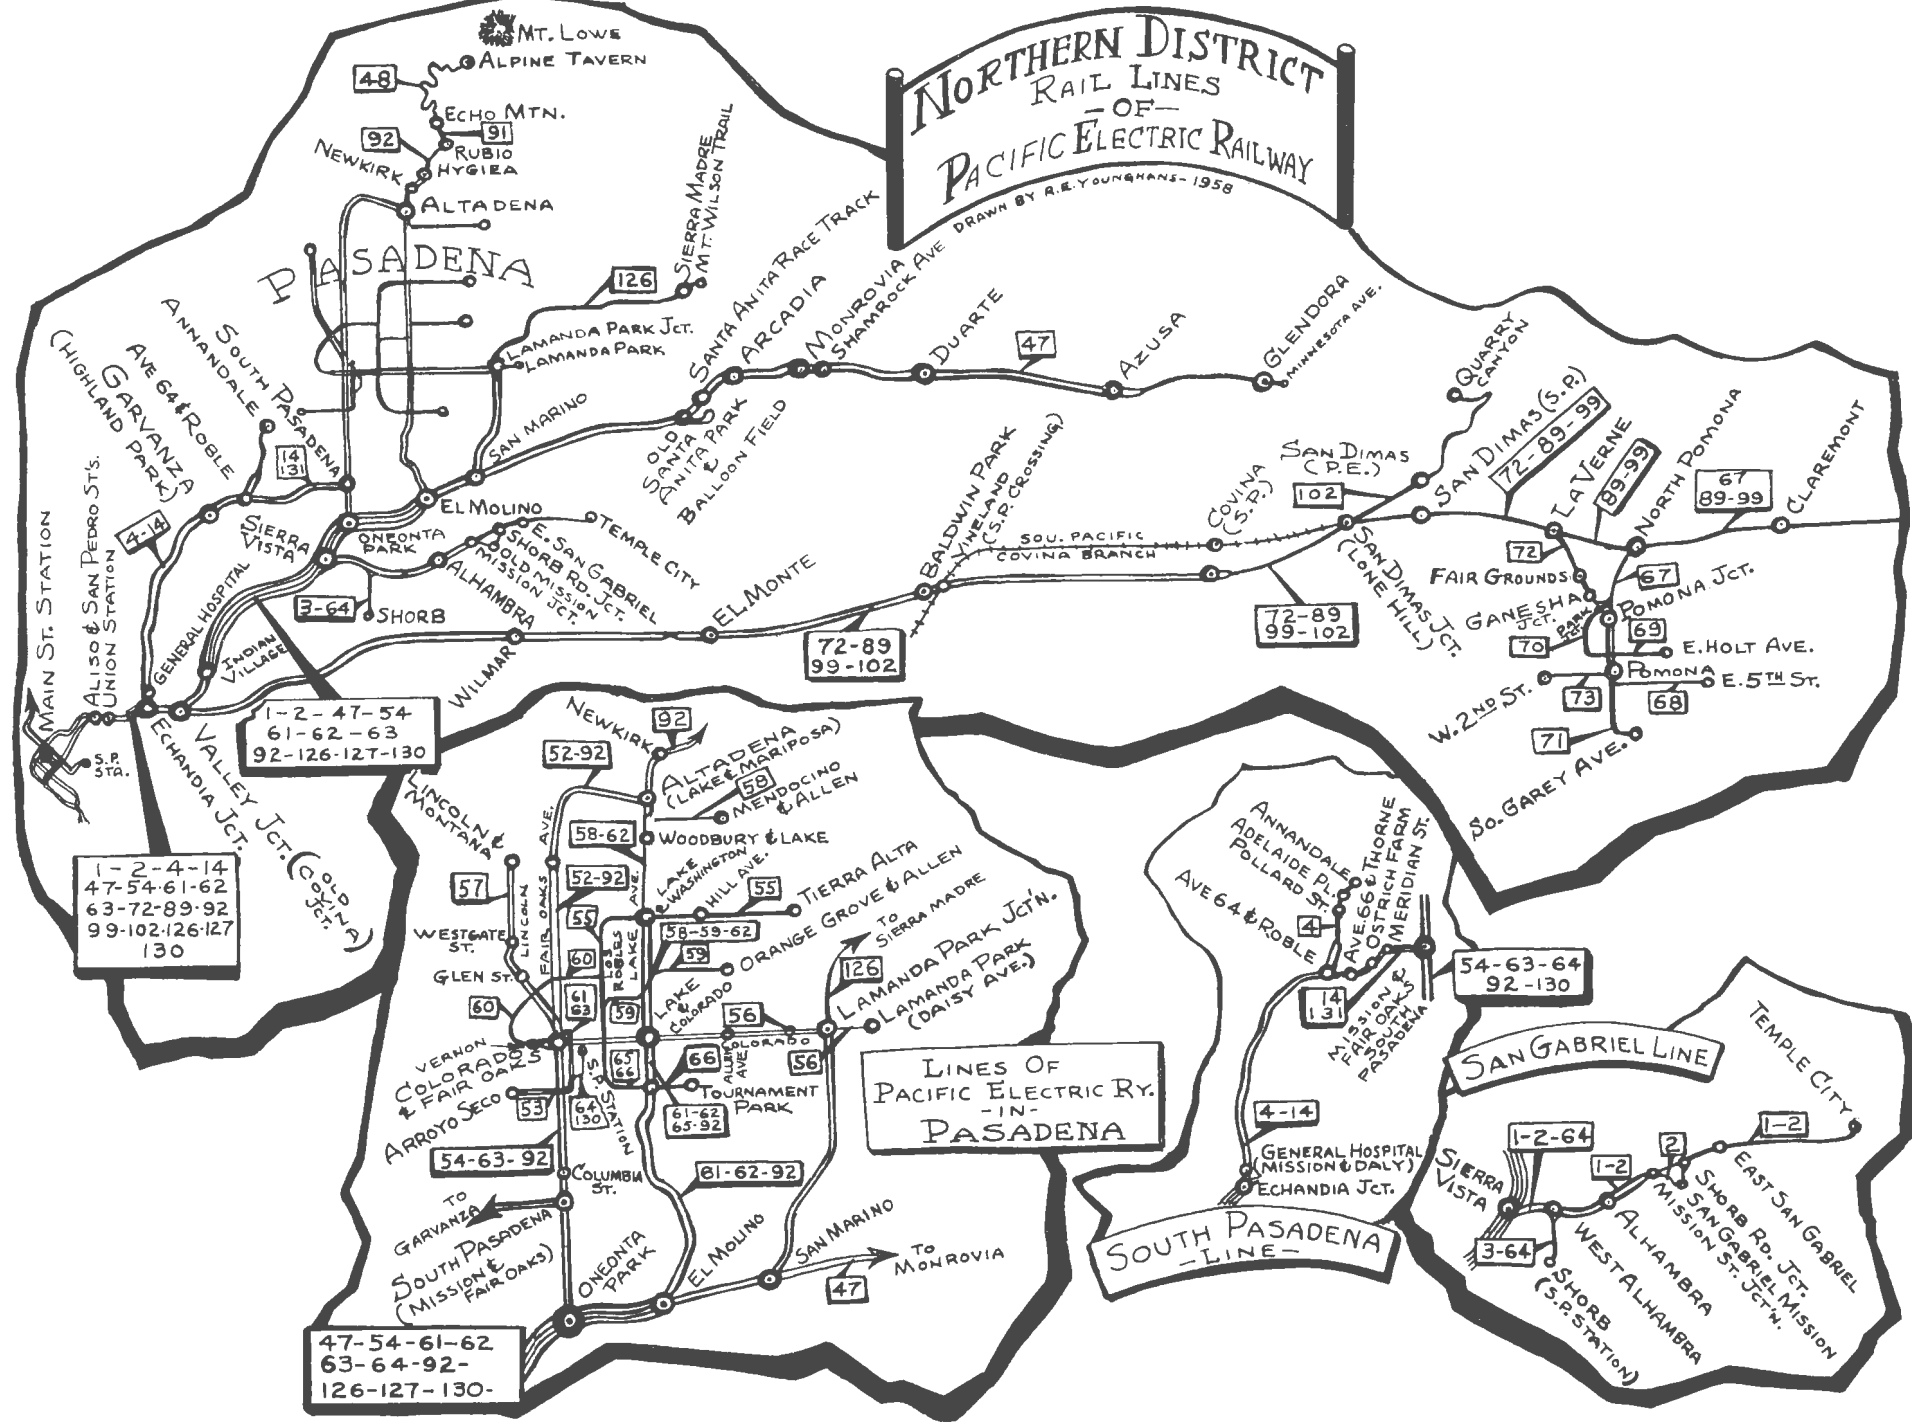 NORTHERN DISTRICT
RAIL LINES
-OF-
PACIFIC ELECTRIC RAILWAY
DRAWN BY R.E. YOUNGHANS-1958
MT. LOWE
ALPINE TAVERN
48
ECHO MTN.
91
92
RUBIO
HYGIEA
NEWKIRK
ALTADENA
PASADENA
126
SIERRA MADRE
MT. WILSON TRAIL
LAMANDA PARK JCT.
LAMANDA PARK
SANTA ANITA RACE TRACK
ARCADIA
MONROVIA
SHAMROCK AVE
DUARTE
47
AZUSA
GLENDORA
MINNESOTA AVE.
QUARRY
CANYON
ANNANDALE
SOUTH PASADENA
AVE 64 & ROBLE
GARVANZA
(HIGHLAND
PARK)
14
131
4-14
SAN MARINO
OLD
SANTA
ANITA PARK
&
BALLOON FIELD
EL MOLINO
ONEONTA
PARK
SIERRA
VISTA
TEMPLE CITY
E. SAN GABRIEL
SHORB RD. JCT.
OLD MISSION
MISSION JCT.
ALHAMBRA
3-64
SHORB
GENERAL HOSPITAL
INDIAN
VILLAGE
MAIN ST. STATION
ALISO & SAN PEDRO ST'S.
UNION STATION
S.P.
STA.
ECHANDIA JCT.
VALLEY JCT.
(OLD
COVINA
JCT.)
WILMAR
EL MONTE
BALDWIN PARK
VINELAND
(S.P. CROSSING)
SOU. PACIFIC
COVINA BRANCH
COVINA
(S.P.)
72-89
99-102
72-89
99-102
SAN DIMAS
(P.E.)
102
SAN DIMAS (S.P.)
72-89-99
SAN DIMAS JCT.
(LONE HILL)
LA VERNE
89-99
NORTH POMONA
67
89-99
CLAREMONT
72
FAIR GROUNDS
67
GANESHA
PARK
JCT.
POMONA JCT.
69
70
E. HOLT AVE.
POMONA
E. 5TH ST.
W. 2ND ST.
73
68
71
SO. GAREY AVE.
1-2-47-54
61-62-63
92-126-127-130
1-2-4-14
47-54-61-62
63-72-89-92
99-102-126-127
130
LINES OF
PACIFIC ELECTRIC RY.
-IN-
PASADENA
NEWKIRK
92
52-92
ALTADENA
(LAKE & MARIPOSA)
58
MENDOCINO
& ALLEN
58-62
WOODBURY & LAKE
LINCOLN &
MONTANA
57
LINCOLN
FAIR OAKS AVE.
52-92
LAKE
& WASHINGTON
HILL AVE.
55
TIERRA ALTA
55
LOS
ROBLES
LAKE AVE.
58-59-62
59
ORANGE GROVE & ALLEN
WESTGATE
ST.
GLEN ST.
60
60
61
63
59
LAKE
&
COLORADO
TO
SIERRA MADRE
126
LAMANDA PARK JCT'N.
LAMANDA PARK
(DAISY AVE.)
56
COLORADO
ALLEN
AVE
56
VERNON
COLORADO
& FAIR OAKS
65
66
66
TOURNAMENT
PARK
ARROYO SECO
53
64
130
S.P. STATION
61-62
65-92
54-63-92
COLUMBIA
ST.
61-62-92
TO
GARVANZA
SOUTH PASADENA
(MISSION &
FAIR OAKS)
ONEONTA
PARK
EL MOLINO
SAN MARINO
TO
MONROVIA
47
47-54-61-62
63-64-92-
126-127-130-
ANNANDALE
ADELAIDE PL.
POLLARD ST.
AVE 64 & ROBLE
4
AVE. 66 & THORNE
OSTRICH FARM
MERIDIAN ST.
54-63-64
92-130
14
131
MISSION &
FAIR OAKS
SOUTH
PASADENA
4-14
GENERAL HOSPITAL
(MISSION & DALY)
ECHANDIA JCT.
SOUTH PASADENA
-LINE-
SAN GABRIEL LINE
TEMPLE CITY
1-2
1-2-64
2
1-2
SIERRA
VISTA
EAST SAN GABRIEL
SHORB RD. JCT.
SAN GABRIEL MISSION
MISSION ST. JCT'N.
ALHAMBRA
WEST ALHAMBRA
3-64
SHORB
(S.P. STATION)